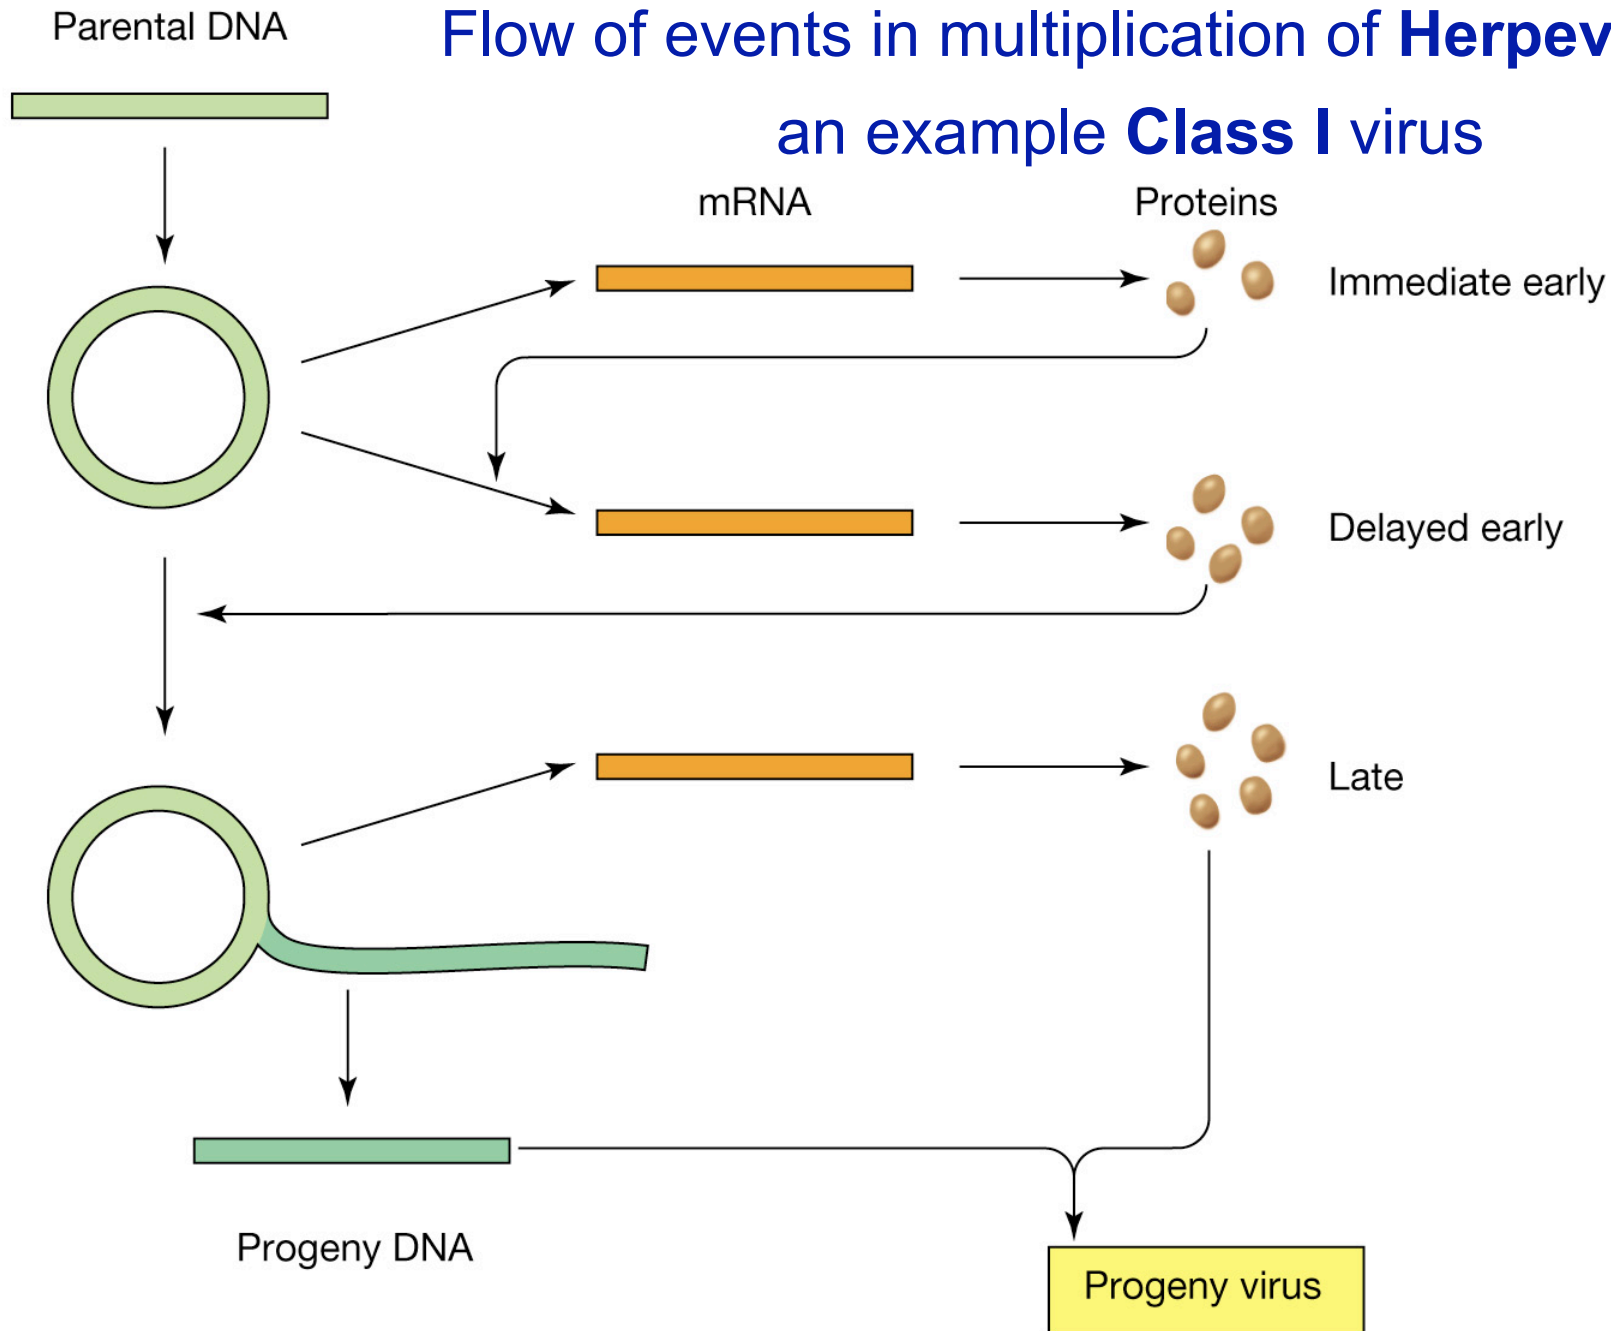 Parental DNA
Flow of events in multiplication of Herpev
an example Class I virus
mRNA
Proteins
Immediate early
Delayed early
Late
Progeny DNA
Progeny virus